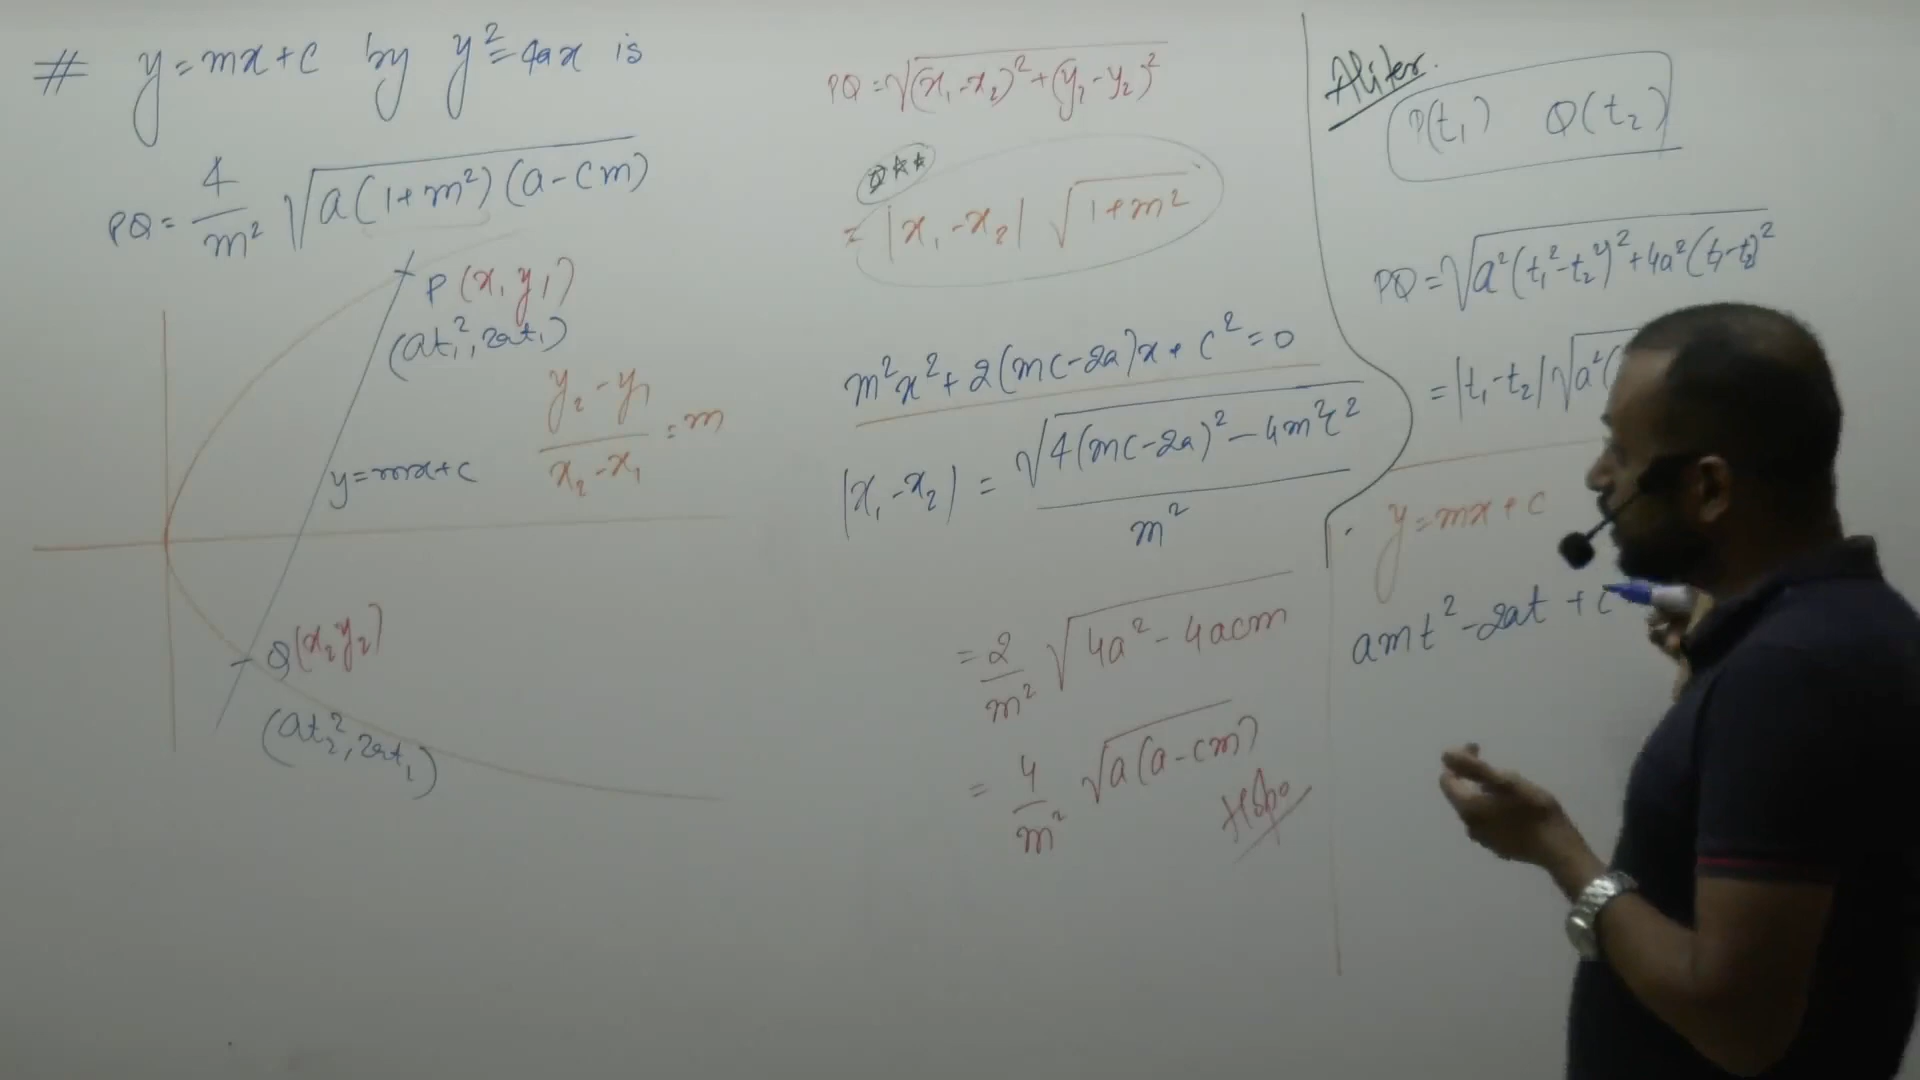 # y=mx+c by y²=4ax is
PQ = 4/m² √a(1+m²)(a-cm)
P(x₁ y₁)
(at₁², 2at₁)
(y₂-y₁)/(x₂-x₁) = m
y=mx+c
Q(x₂ y₂)
(at₂², 2at₁)
PQ = √(x₁-x₂)²+(y₂-y₂)²
= |x₁-x₂| √1+m²
m²x²+2(mc-2a)x+c²=0
|x₁-x₂| = √4(mc-2a)²-4m²c² / m²
= 2/m² √4a²-4acm
= 4/m² √a(a-cm)
Aliter.
P(t₁) Q(t₂)
PQ = √a²(t₁²-t₂²)²+4a²(t₁-t₂)²
= |t₁-t₂| √a²(
y=mx+c
amt²-2at+c